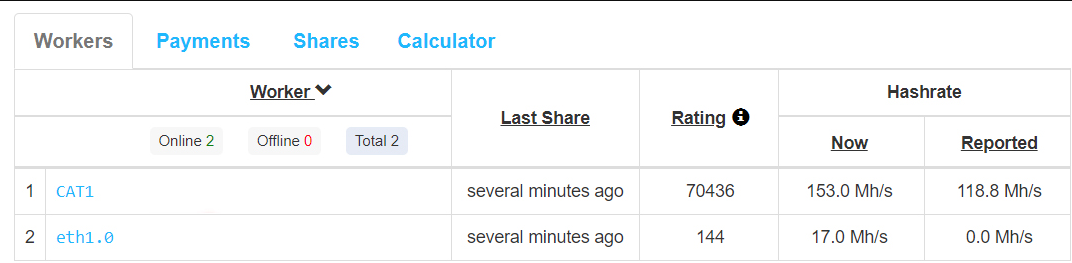 Workers Payments Shares Calculator
Worker Last Share Rating Hashrate
Online 2 Offline 0 Total 2 Now Reported
1 CAT1 several minutes ago 70436 153.0 Mh/s 118.8 Mh/s
2 eth1.0 several minutes ago 144 17.0 Mh/s 0.0 Mh/s